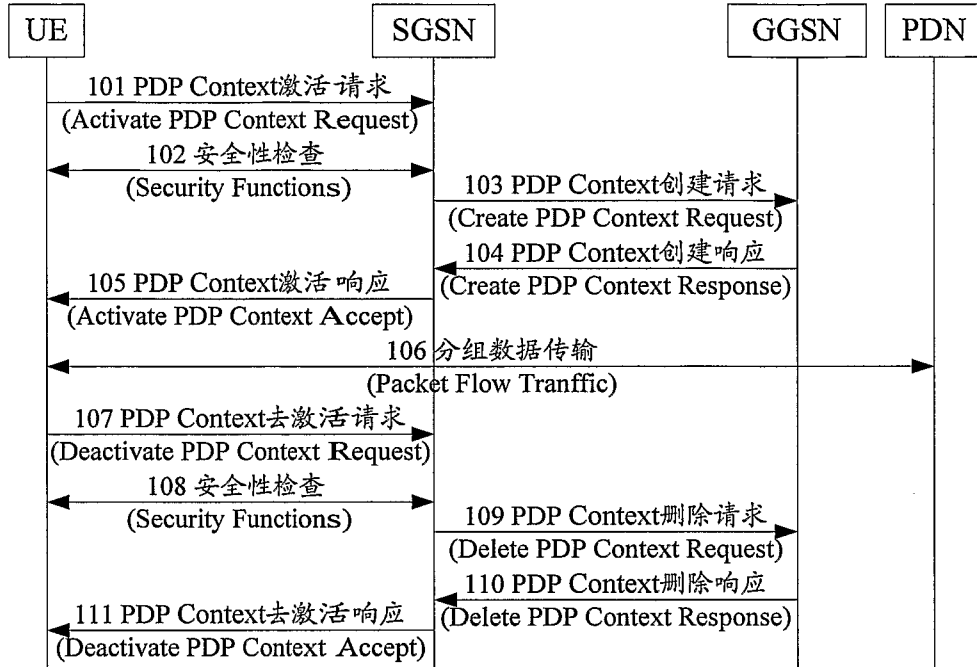 UE SGSN GGSN PDN
101 PDP Context激活请求
(Activate PDP Context Request)
102 安全性检查
(Security Functions)
103 PDP Context创建请求
(Create PDP Context Request)
104 PDP Context创建响应
(Create PDP Context Response)
105 PDP Context激活响应
(Activate PDP Context Accept)
106 分组数据传输
(Packet Flow Tranffic)
107 PDP Context去激活请求
(Deactivate PDP Context Request)
108 安全性检查
(Security Functions)
109 PDP Context删除请求
(Delete PDP Context Request)
110 PDP Context删除响应
(Delete PDP Context Response)
111 PDP Context去激活响应
(Deactivate PDP Context Accept)